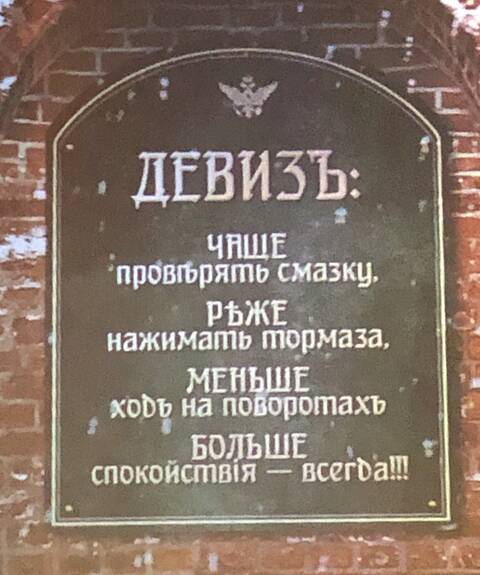 ДЕВИЗЪ:
ЧАЩЕ
провѣрять смазку,
РѢЖЕ
нажимать тормаза,
МЕНЬШЕ
ходъ на поворотахъ
БОЛЬШЕ
спокойствія — всегда!!!